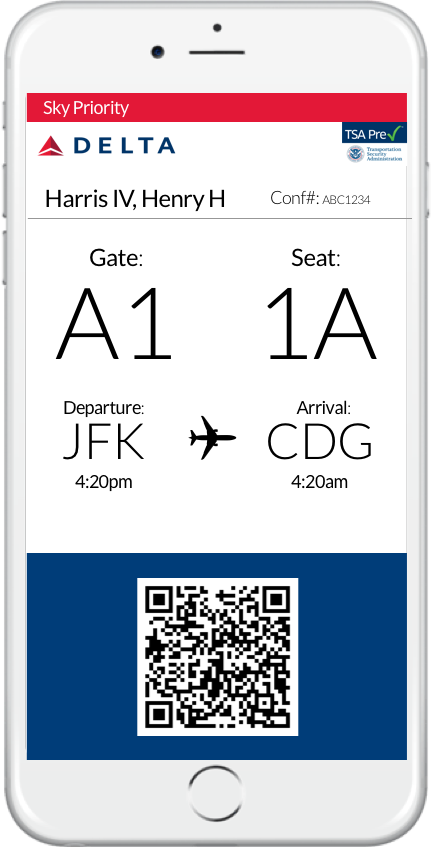 Sky Priority
DELTA
TSA Pre✓
Transportation
Security
Administration
Harris IV, Henry H
Conf#: ABC1234
Gate:
Seat:
A1
1A
Departure:
Arrival:
JFK
CDG
4:20pm
4:20am